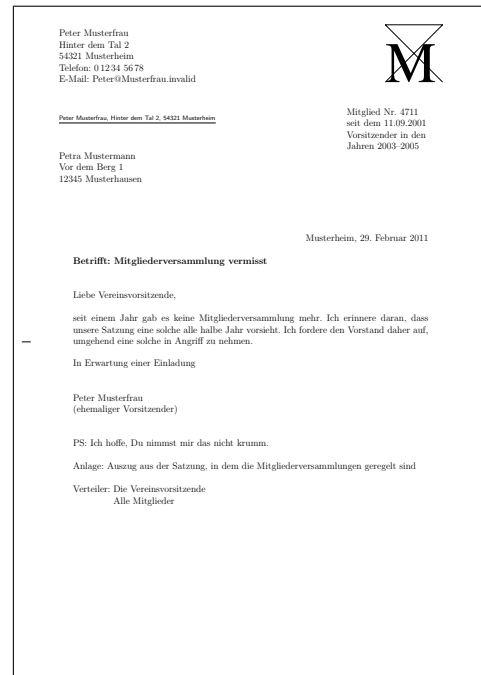 Peter Musterfrau
Hinter dem Tal 2
54321 Musterheim
Telefon: 0 12 34 56 78
E-Mail: Peter@Musterfrau.invalid
M
Peter Musterfrau, Hinter dem Tal 2, 54321 Musterheim
Mitglied Nr. 4711
seit dem 11.09.2001
Vorsitzender in den
Jahren 2003–2005
Petra Mustermann
Vor dem Berg 1
12345 Musterhausen
Musterheim, 29. Februar 2011
Betrifft: Mitgliederversammlung vermisst
Liebe Vereinsvorsitzende,
seit einem Jahr gab es keine Mitgliederversammlung mehr. Ich erinnere daran, dass
unsere Satzung eine solche alle halbe Jahr vorsieht. Ich fordere den Vorstand daher auf,
umgehend eine solche in Angriff zu nehmen.
In Erwartung einer Einladung
Peter Musterfrau
(ehemaliger Vorsitzender)
PS: Ich hoffe, Du nimmst mir das nicht krumm.
Anlage: Auszug aus der Satzung, in dem die Mitgliederversammlungen geregelt sind
Verteiler: Die Vereinsvorsitzende
Alle Mitglieder